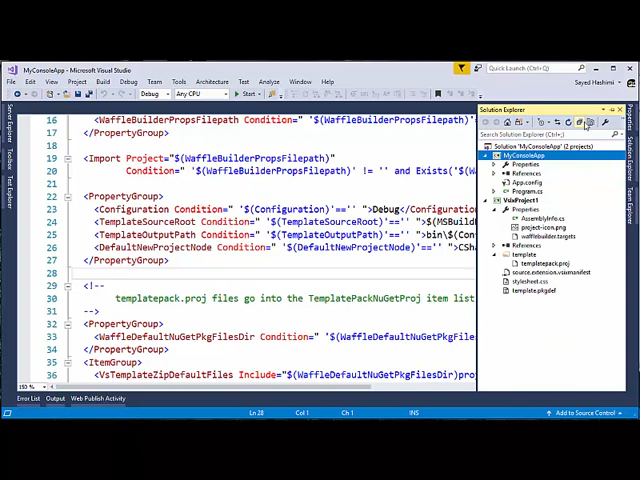 MyConsoleApp - Microsoft Visual Studio
Quick Launch (Ctrl+Q)
File Edit View Project Build Debug Team Tools Architecture Test Analyze Window Help
Sayed Hashimi
Debug Any CPU Start
Server Explorer
Toolbox
Test Explorer
16 <WaffleBuilderPropsFilepath Condition=" '$(WaffleBuilderPropsFilepath)'
17 </PropertyGroup>
18
19 <Import Project="$(WaffleBuilderPropsFilepath)"
20 Condition=" '$(WaffleBuilderPropsFilepath)' != '' and Exists('$(Waffle
21
22 <PropertyGroup>
23 <Configuration Condition=" '$(Configuration)'=='' ">Debug</Configuration
24 <TemplateSourceRoot Condition=" '$(TemplateSourceRoot)'=='' ">$(MSBuil
25 <TemplateOutputPath Condition=" '$(TemplateOutputPath)'=='' ">bin\$(Co
26 <DefaultNewProjectNode Condition=" '$(DefaultNewProjectNode)'=='' ">CSha
27 </PropertyGroup>
28
29 <!--
30 templatepack.proj files go into the TemplatePackNuGetProj item list
31 -->
32 <PropertyGroup>
33 <WaffleDefaultNuGetPkgFilesDir Condition=" '$(WaffleDefaultNuGetPkgFiles
34 </PropertyGroup>
35 <ItemGroup>
36 <VsTemplateZipDefaultFiles Include="$(WaffleDefaultNuGetPkgFilesDir)proj
Solution Explorer
Search Solution Explorer (Ctrl+;)
Solution 'MyConsoleApp' (2 projects)
MyConsoleApp
Properties
References
App.config
Program.cs
VsixProject1
Properties
AssemblyInfo.cs
project-icon.png
wafflebuilder.targets
References
template
templatepack.proj
source.extension.vsixmanifest
stylesheet.css
template.pkgdef
Properties
Solution Explorer
Team Explorer
Error List Output Web Publish Activity
Ln 28 Col 1 Ch 1 INS Add to Source Control